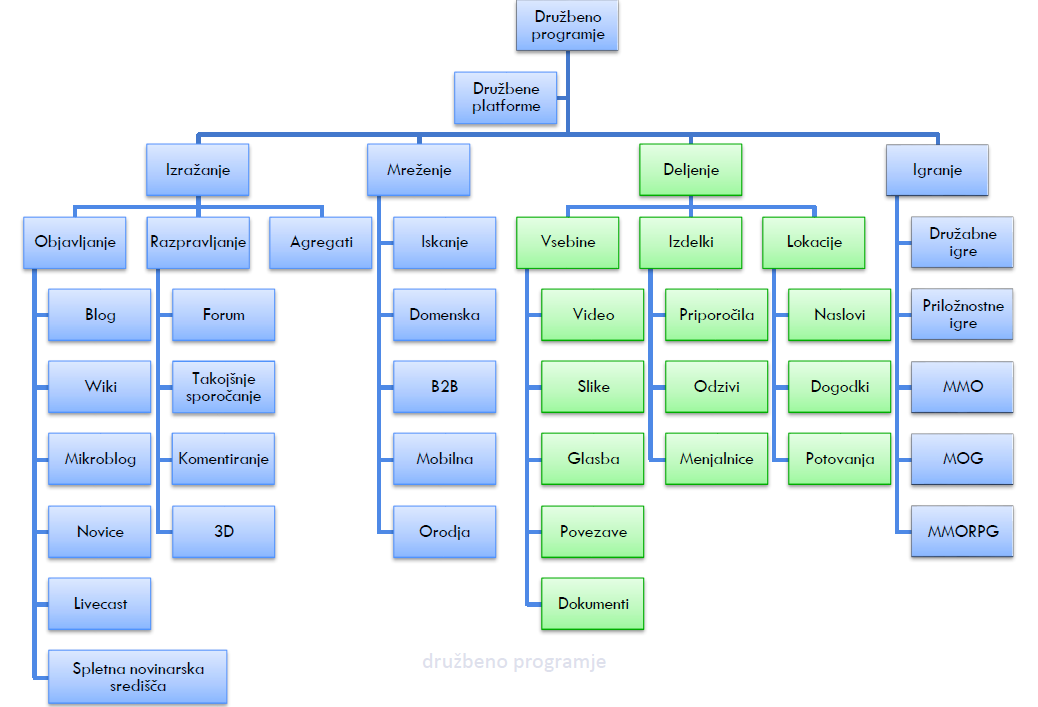 Družbeno
programje
Družbene
platforme
Izražanje
Mreženje
Deljenje
Igranje
Objavljanje
Razpravljanje
Agregati
Iskanje
Vsebine
Izdelki
Lokacije
Družabne
igre
Blog
Forum
Domenska
Video
Priporočila
Naslovi
Priložnostne
igre
Wiki
Takojšnje
sporočanje
B2B
Slike
Odzivi
Dogodki
MMO
Mikroblog
Komentiranje
Mobilna
Glasba
Menjalnice
Potovanja
MOG
Novice
3D
Orodja
Povezave
MMORPG
Livecast
Dokumenti
Spletna novinarska
središča
družbeno programje